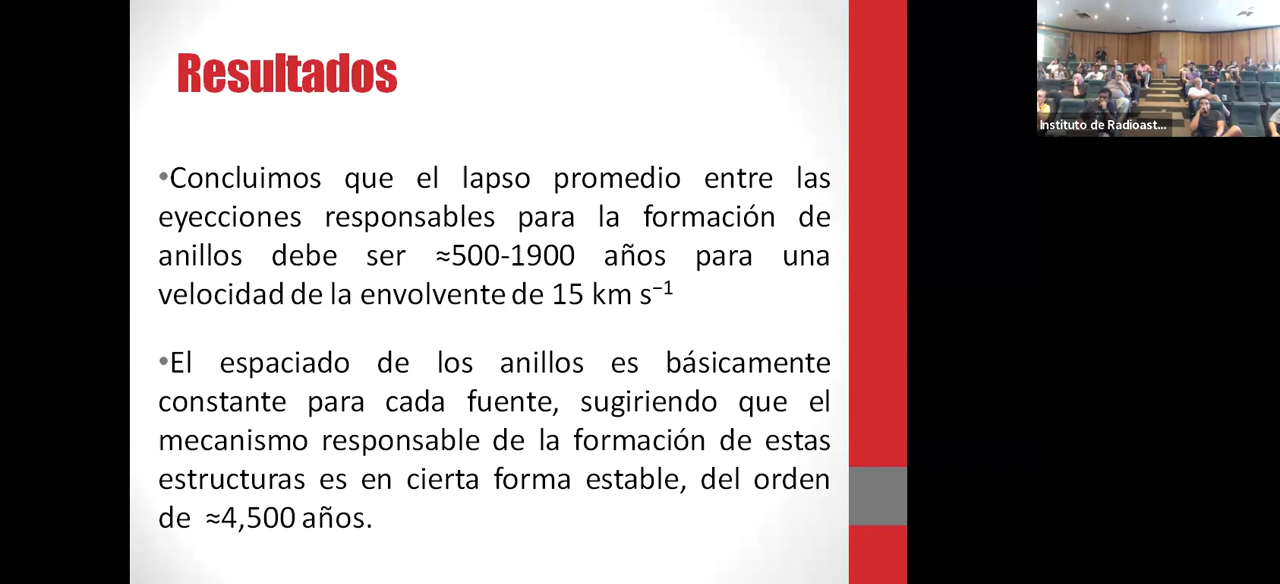 Resultados
•Concluimos que el lapso promedio entre las
eyecciones responsables para la formación de
anillos debe ser ≈500-1900 años para una
velocidad de la envolvente de 15 km s⁻¹
•El espaciado de los anillos es básicamente
constante para cada fuente, sugiriendo que el
mecanismo responsable de la formación de estas
estructuras es en cierta forma estable, del orden
de ≈4,500 años.
Instituto de Radioast...